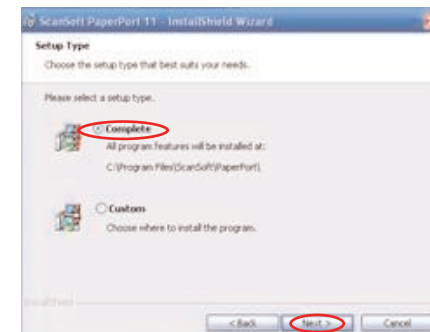 ScanSoft PaperPort 11 - InstallShield Wizard
Setup Type
Choose the setup type that best suits your needs.
Please select a setup type.
Complete
All program features will be installed at:
C:\Program Files\ScanSoft\PaperPort\
Custom
Choose where to install the program.
InstallShield
< Back
Next >
Cancel